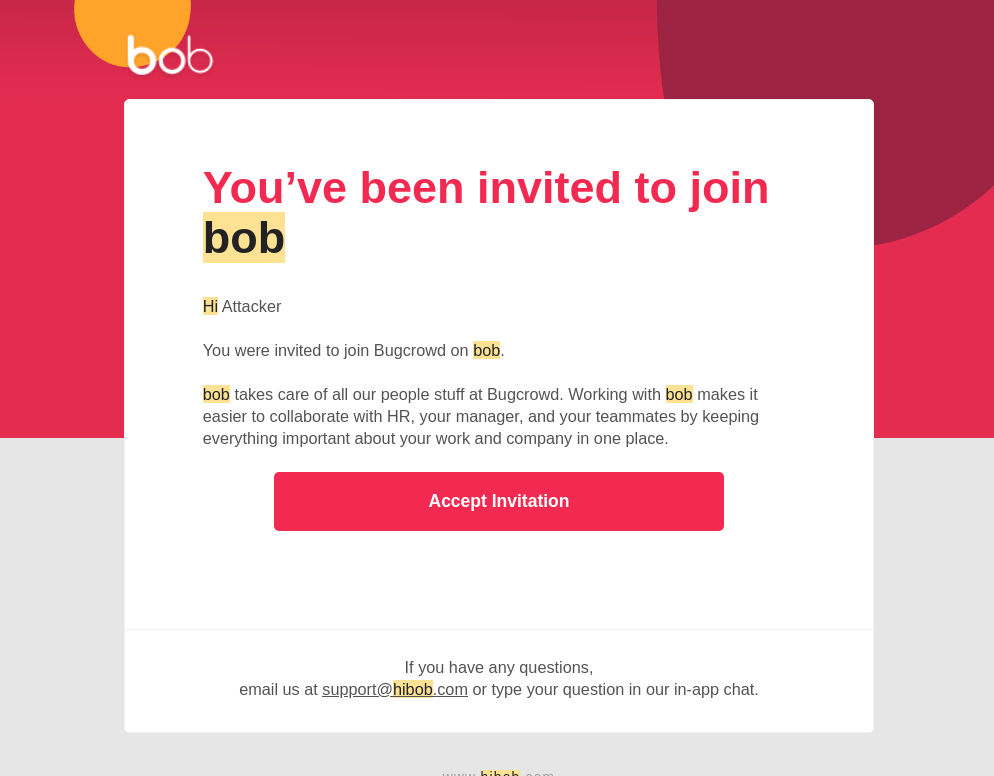 bob
You’ve been invited to join
bob
Hi Attacker
You were invited to join Bugcrowd on bob.
bob takes care of all our people stuff at Bugcrowd. Working with bob makes it
easier to collaborate with HR, your manager, and your teammates by keeping
everything important about your work and company in one place.
Accept Invitation
If you have any questions,
email us at support@hibob.com or type your question in our in-app chat.
www.hibob.com